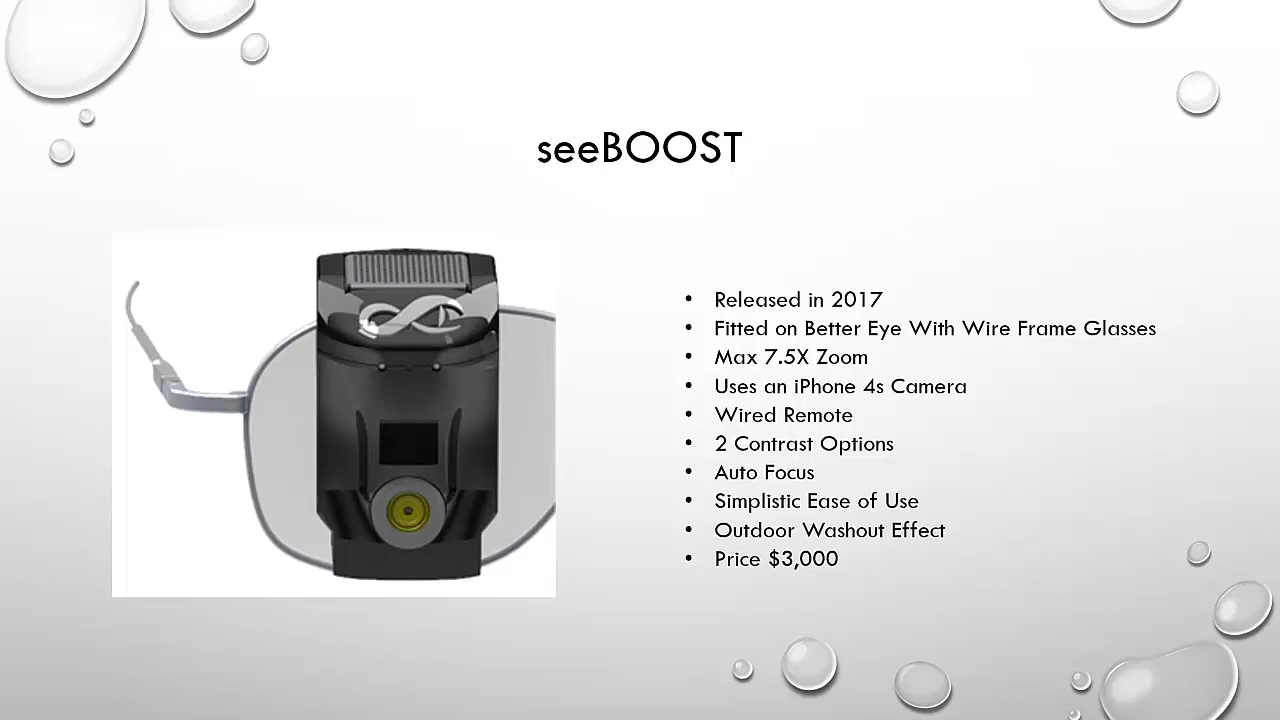 seeBOOST
• Released in 2017
• Fitted on Better Eye With Wire Frame Glasses
• Max 7.5X Zoom
• Uses an iPhone 4s Camera
• Wired Remote
• 2 Contrast Options
• Auto Focus
• Simplistic Ease of Use
• Outdoor Washout Effect
• Price $3,000